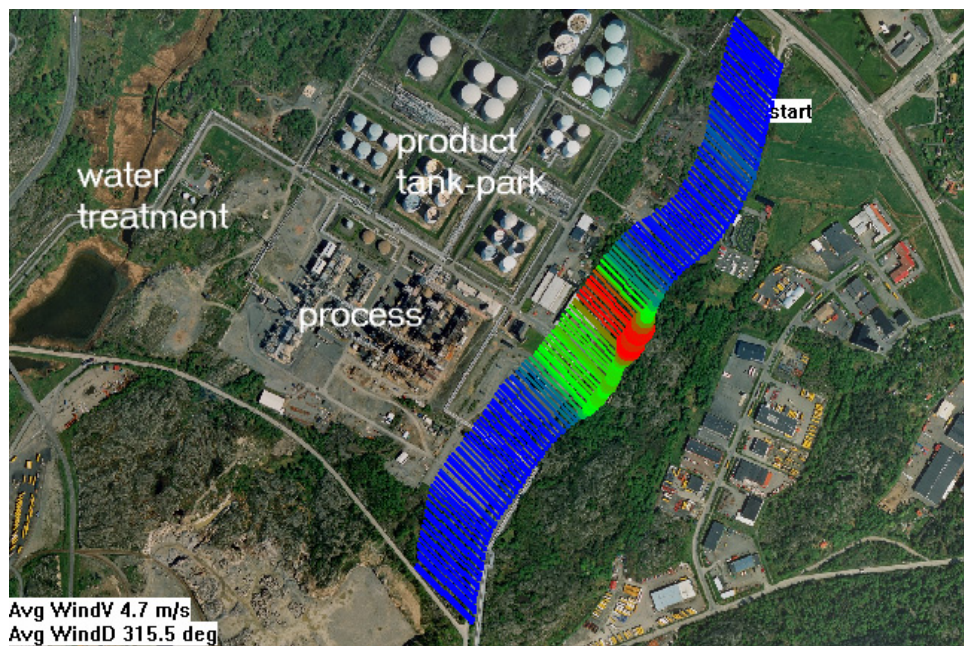 start
product
tank-park
water
treatment
process
Avg WindV 4.7 m/s
Avg WindD 315.5 deg